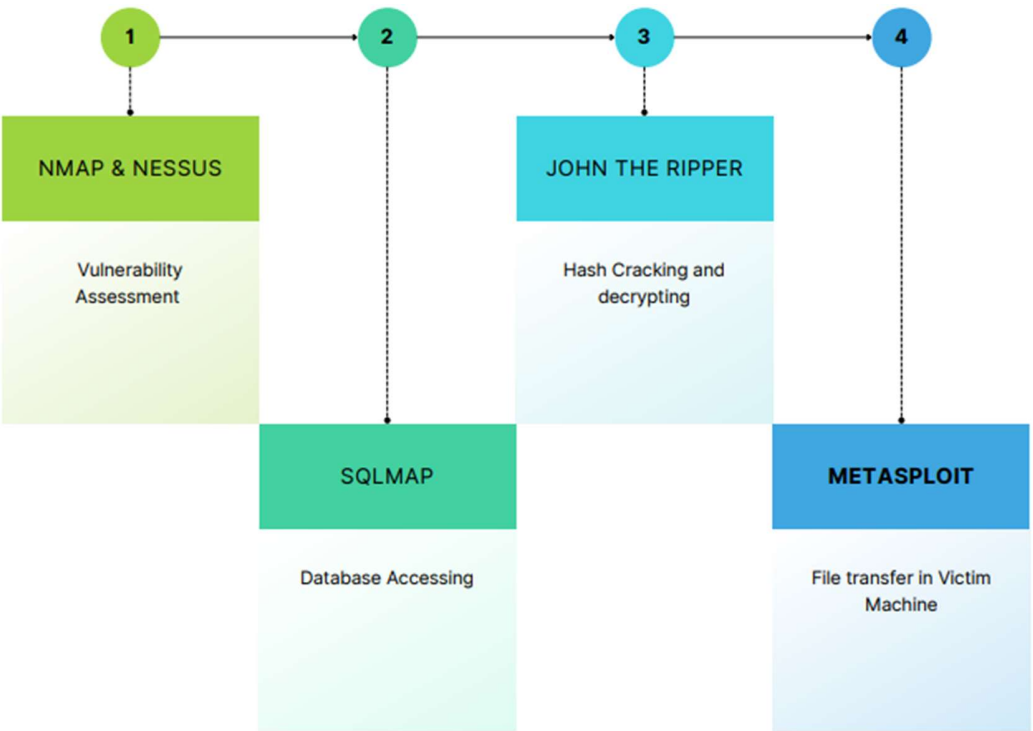 1
2
3
4
NMAP & NESSUS
Vulnerability
Assessment
SQLMAP
Database Accessing
JOHN THE RIPPER
Hash Cracking and
decrypting
METASPLOIT
File transfer in Victim
Machine